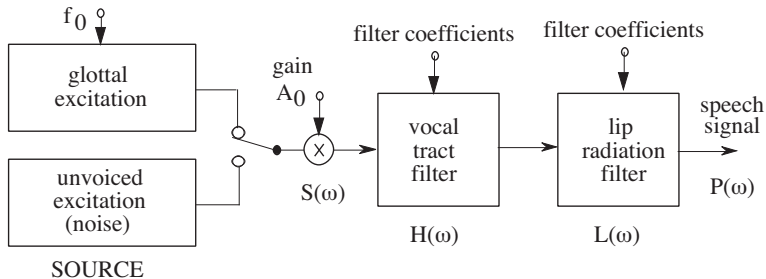 f0
glottal
excitation
unvoiced
excitation
(noise)
SOURCE
gain
A0
X
S(ω)
filter coefficients
vocal
tract
filter
H(ω)
filter coefficients
lip
radiation
filter
L(ω)
speech
signal
P(ω)